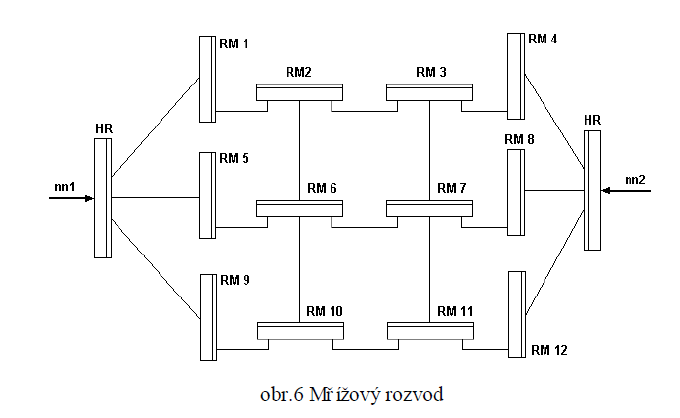 RM 1
RM 4
RM2
RM 3
HR
HR
RM 5
RM 8
nn1
RM 6
RM 7
nn2
RM 9
RM 10
RM 11
RM 12
obr.6 Mřížový rozvod